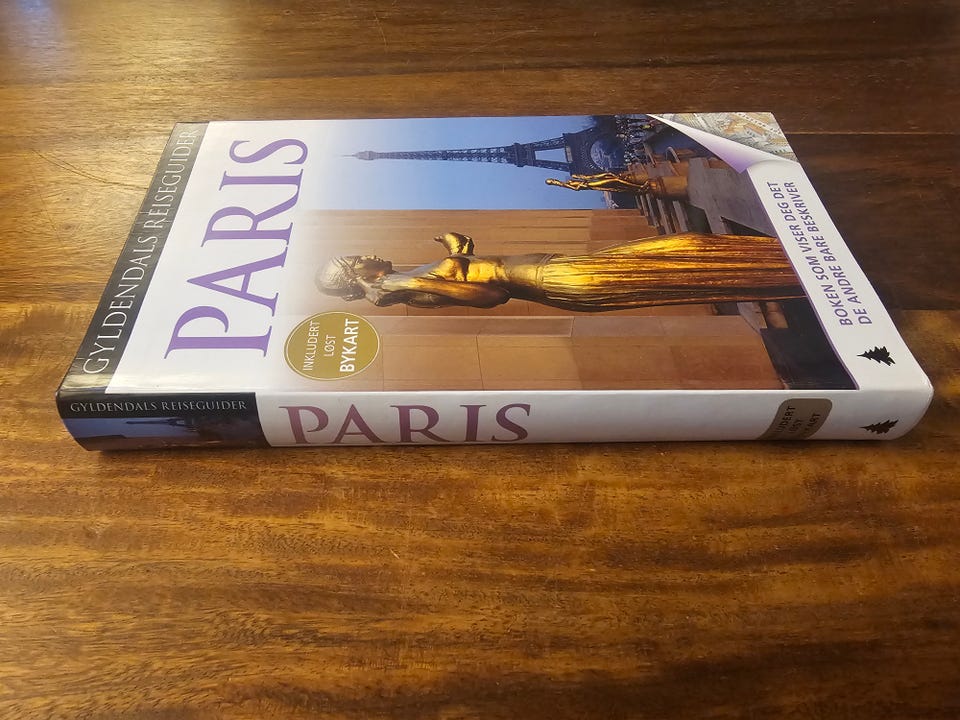 GYLDENDALS REISEGUIDER
PARIS
INKLUDERT
LØST
BYKART
BOKEN SOM VISER DEG DET
DE ANDRE BARE BESKRIVER
GYLDENDALS REISEGUIDER
PARIS